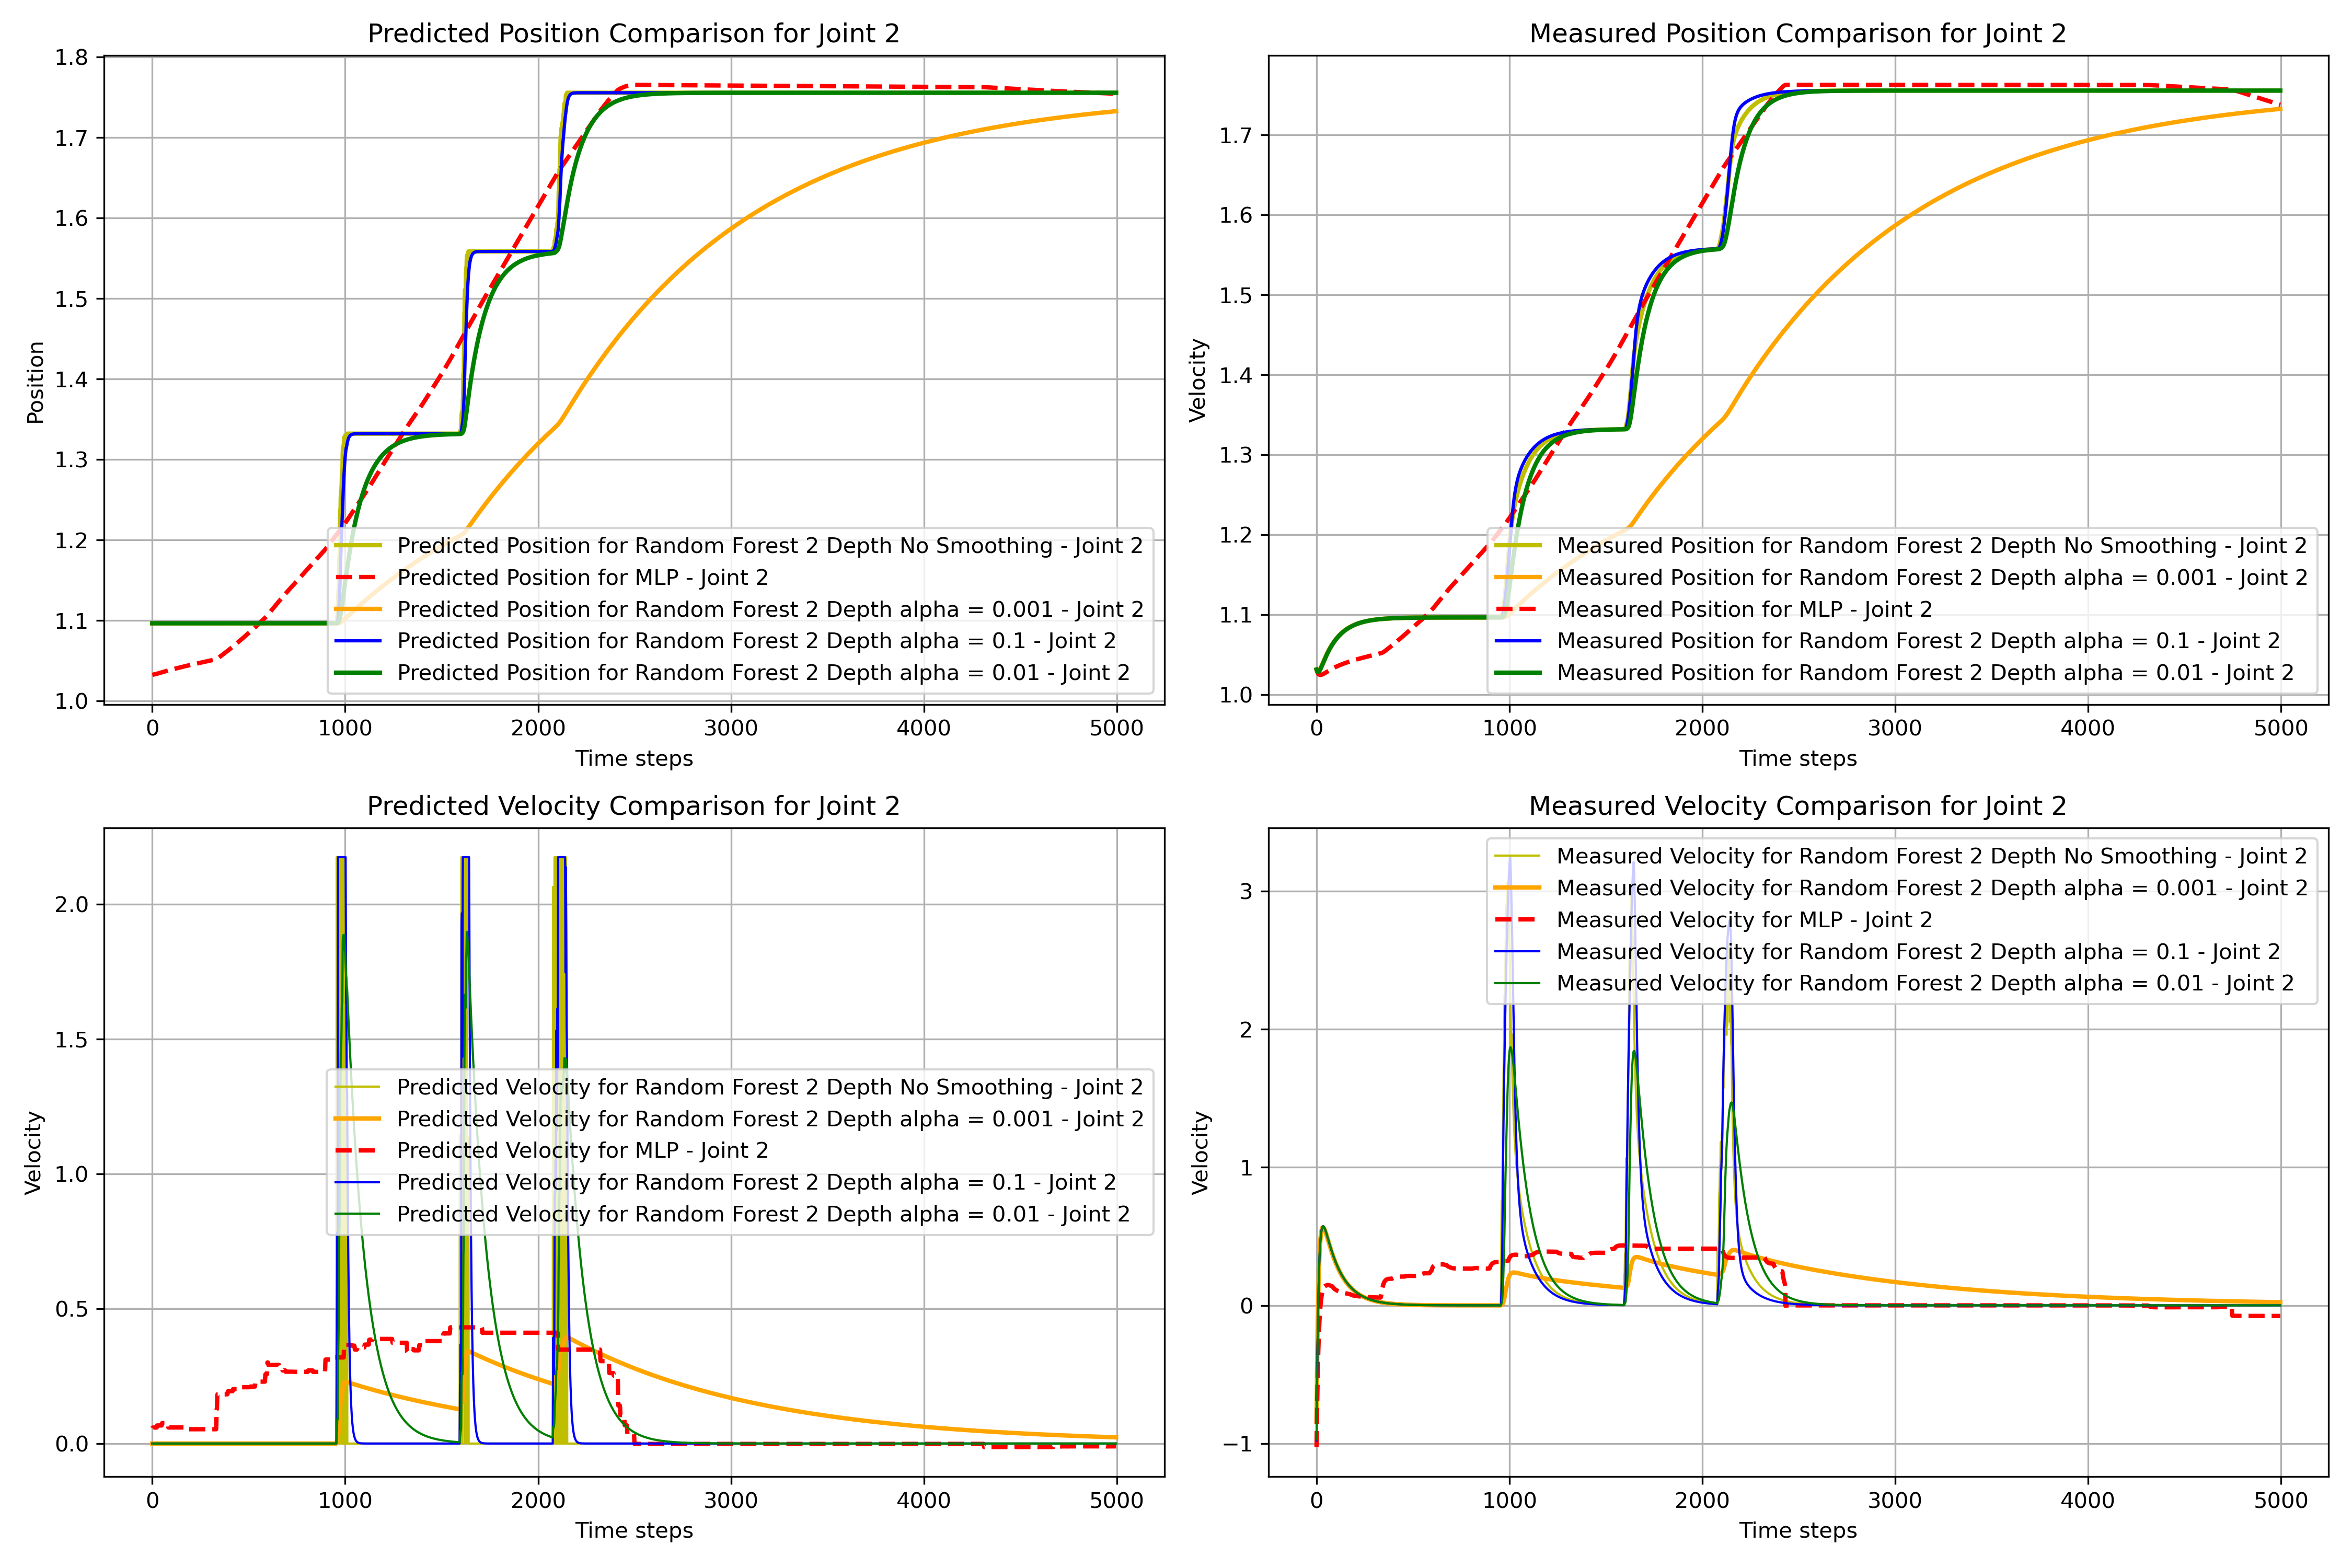 Predicted Position Comparison for Joint 2
Position
1.8
1.7
1.6
1.5
1.4
1.3
1.2
1.1
1.0
Predicted Position for Random Forest 2 Depth No Smoothing - Joint 2
Predicted Position for MLP - Joint 2
Predicted Position for Random Forest 2 Depth alpha = 0.001 - Joint 2
Predicted Position for Random Forest 2 Depth alpha = 0.1 - Joint 2
Predicted Position for Random Forest 2 Depth alpha = 0.01 - Joint 2
0 1000 2000 3000 4000 5000
Time steps
Measured Position Comparison for Joint 2
Velocity
1.7
1.6
1.5
1.4
1.3
1.2
1.1
1.0
Measured Position for Random Forest 2 Depth No Smoothing - Joint 2
Measured Position for Random Forest 2 Depth alpha = 0.001 - Joint 2
Measured Position for MLP - Joint 2
Measured Position for Random Forest 2 Depth alpha = 0.1 - Joint 2
Measured Position for Random Forest 2 Depth alpha = 0.01 - Joint 2
0 1000 2000 3000 4000 5000
Time steps
Predicted Velocity Comparison for Joint 2
Velocity
2.0
1.5
1.0
0.5
0.0
Predicted Velocity for Random Forest 2 Depth No Smoothing - Joint 2
Predicted Velocity for Random Forest 2 Depth alpha = 0.001 - Joint 2
Predicted Velocity for MLP - Joint 2
Predicted Velocity for Random Forest 2 Depth alpha = 0.1 - Joint 2
Predicted Velocity for Random Forest 2 Depth alpha = 0.01 - Joint 2
0 1000 2000 3000 4000 5000
Time steps
Measured Velocity Comparison for Joint 2
Velocity
3
2
1
0
−1
Measured Velocity for Random Forest 2 Depth No Smoothing - Joint 2
Measured Velocity for Random Forest 2 Depth alpha = 0.001 - Joint 2
Measured Velocity for MLP - Joint 2
Measured Velocity for Random Forest 2 Depth alpha = 0.1 - Joint 2
Measured Velocity for Random Forest 2 Depth alpha = 0.01 - Joint 2
0 1000 2000 3000 4000 5000
Time steps